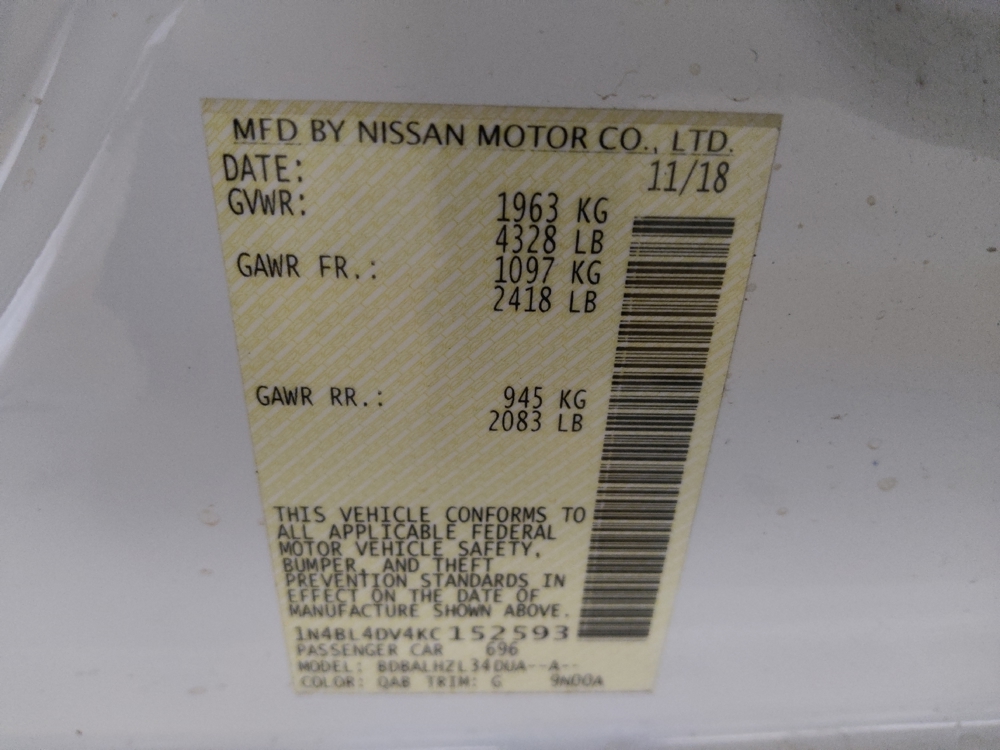 MFD BY NISSAN MOTOR CO., LTD.
DATE: 11/18
GVWR: 1963 KG
4328 LB
GAWR FR.: 1097 KG
2418 LB
GAWR RR.: 945 KG
2083 LB
THIS VEHICLE CONFORMS TO
ALL APPLICABLE FEDERAL
MOTOR VEHICLE SAFETY,
BUMPER, AND THEFT
PREVENTION STANDARDS IN
EFFECT ON THE DATE OF
MANUFACTURE SHOWN ABOVE.
1N4BL4DV4KC152593
PASSENGER CAR 696
MODEL: BDBALHZL34DUA--A--
COLOR: QAB TRIM: G 9N00A